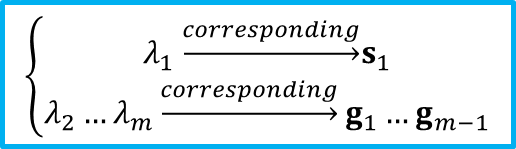 λ₁ corresponding → s₁
λ₂ … λₘ corresponding → g₁ … gₘ₋₁